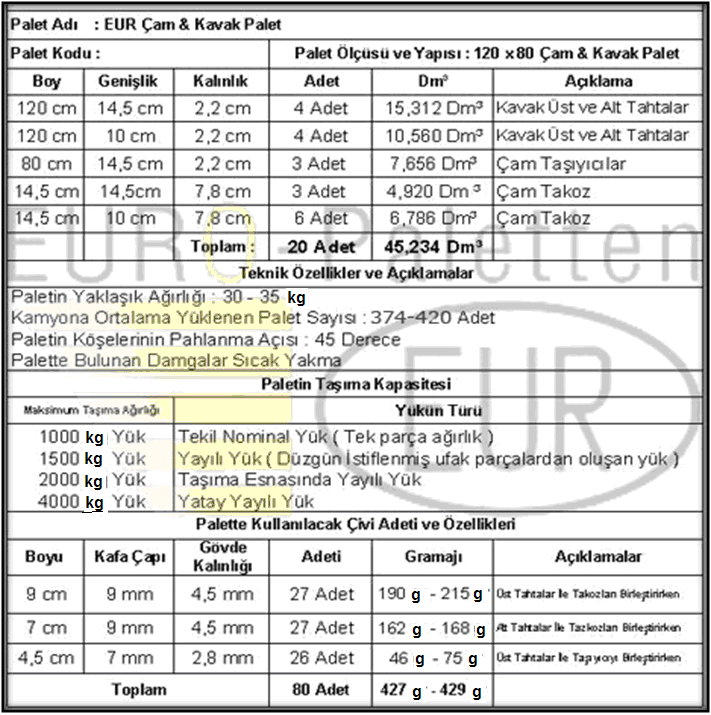 Palet Adı : EUR Çam & Kavak Palet
Palet Kodu : Palet Ölçüsü ve Yapısı : 120 x80 Çam & Kavak Palet
Boy Genişlik Kalınlık Adet Dm³ Açıklama
120 cm 14,5 cm 2,2 cm 4 Adet 15,312 Dm³ Kavak Üst ve Alt Tahtalar
120 cm 10 cm 2,2 cm 4 Adet 10,560 Dm³ Kavak Üst ve Alt Tahtalar
80 cm 14,5 cm 2,2 cm 3 Adet 7,656 Dm³ Çam Taşıyıcılar
14,5 cm 14,5cm 7,8 cm 3 Adet 4,920 Dm ³ Çam Takoz
14,5 cm 10 cm 7,8 cm 6 Adet 6,786 Dm³ Çam Takoz
Toplam : 20 Adet 45,234 Dm³
EURO-Paletten
Teknik Özellikler ve Açıklamalar
Paletin Yaklaşık Ağırlığı : 30 - 35 kg
Kamyona Ortalama Yüklenen Palet Sayısı : 374-420 Adet
Paletin Köşelerinin Pahlanma Açısı : 45 Derece
Palette Bulunan Damgalar Sıcak Yakma
EUR
Paletin Taşıma Kapasitesi
Maksimum Taşıma Ağırlığı Yükün Türü
1000 kg Yük Tekil Nominal Yük ( Tek parça ağırlık )
1500 kg Yük Yayılı Yük ( Düzgün İstiflenmiş ufak parçalardan oluşan yük )
2000 kg Yük Taşıma Esnasında Yayılı Yük
4000 kg Yük Yatay Yayılı Yük
Palette Kullanılacak Çivi Adeti ve Özellikleri
Boyu Kafa Çapı Gövde Kalınlığı Adeti Gramajı Açıklamalar
9 cm 9 mm 4,5 mm 27 Adet 190 g - 215 g Üst Tahtalar İle Takozları Birleştirirken
7 cm 9 mm 4,5 mm 27 Adet 162 g - 168 g Alt Tahtalar İle Tazkozları Birleştirirken
4,5 cm 7 mm 2,8 mm 26 Adet 46 g - 75 g Üst Tahtalar İle Taşıyıcıyı Birleştirirken
Toplam 80 Adet 427 g - 429 g